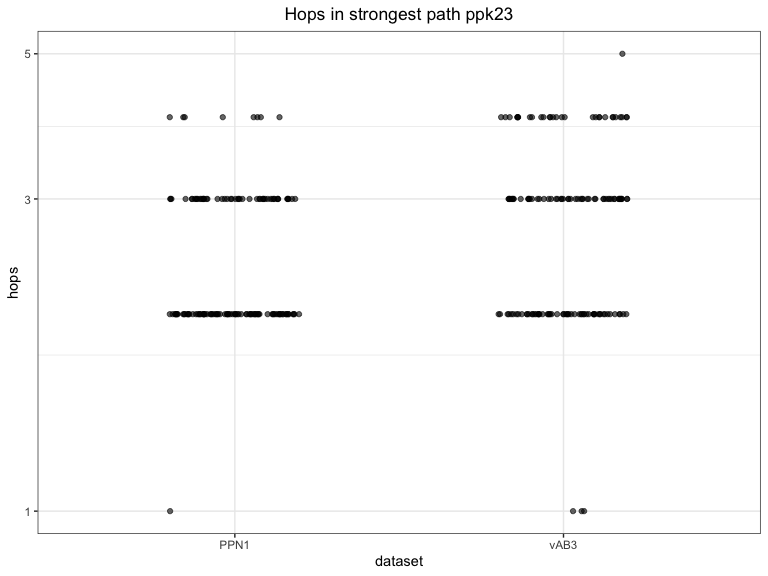 Hops in strongest path ppk23
5
3
1
hops
PPN1
vAB3
dataset